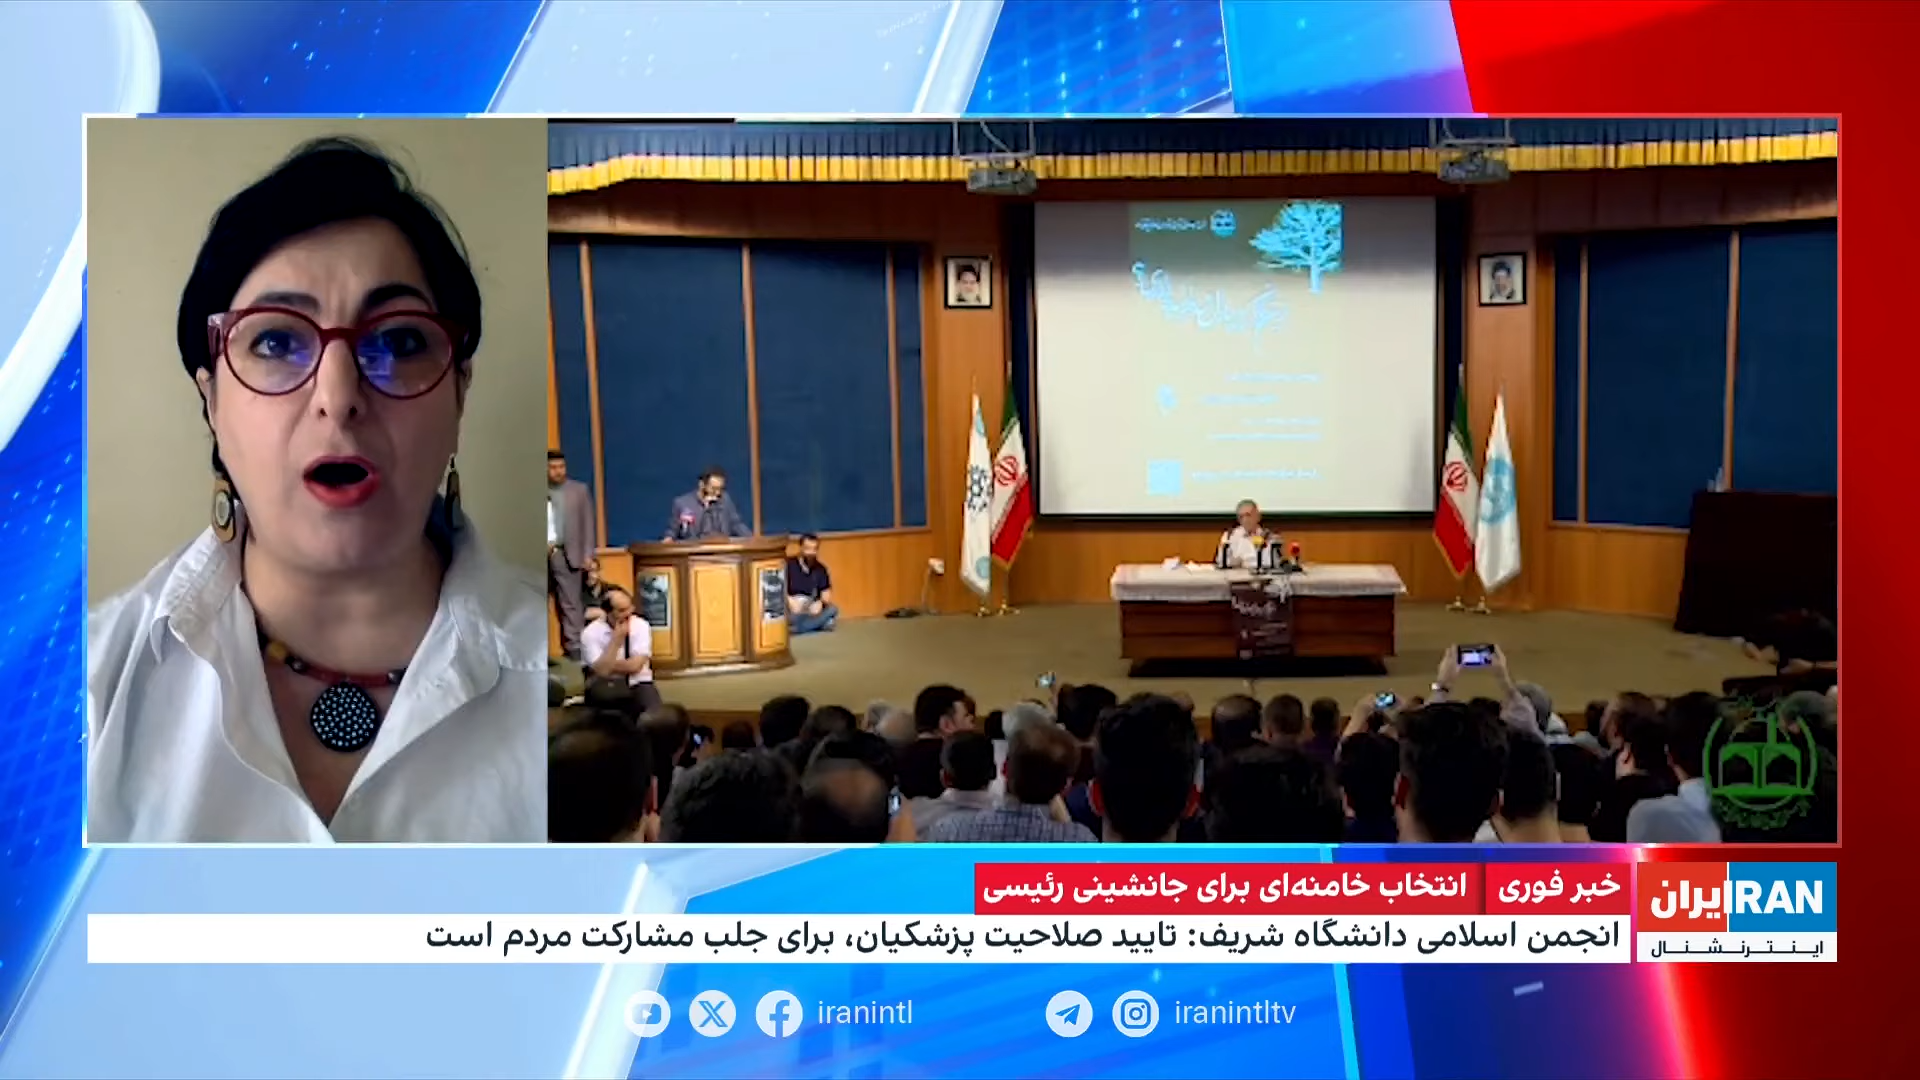 خبر فوری
انتخاب خامنه‌ای برای جانشینی رئیسی
انجمن اسلامی دانشگاه شریف: تایید صلاحیت پزشکیان، برای جلب مشارکت مردم است
ایران IRAN
اینترنشنال
iranintl
iranintltv